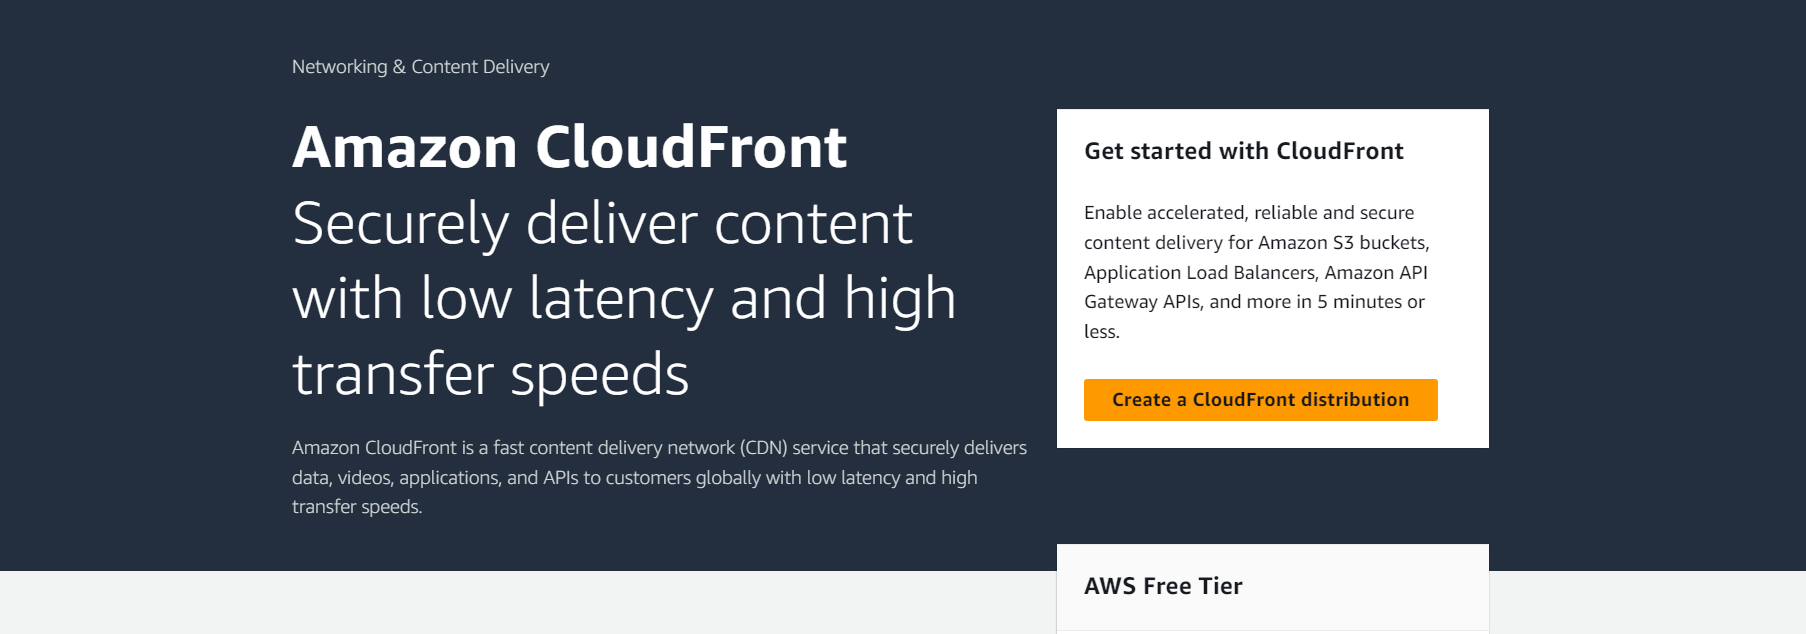 Networking & Content Delivery
Amazon CloudFront
Securely deliver content
with low latency and high
transfer speeds
Amazon CloudFront is a fast content delivery network (CDN) service that securely delivers
data, videos, applications, and APIs to customers globally with low latency and high
transfer speeds.
Get started with CloudFront
Enable accelerated, reliable and secure
content delivery for Amazon S3 buckets,
Application Load Balancers, Amazon API
Gateway APIs, and more in 5 minutes or
less.
Create a CloudFront distribution
AWS Free Tier